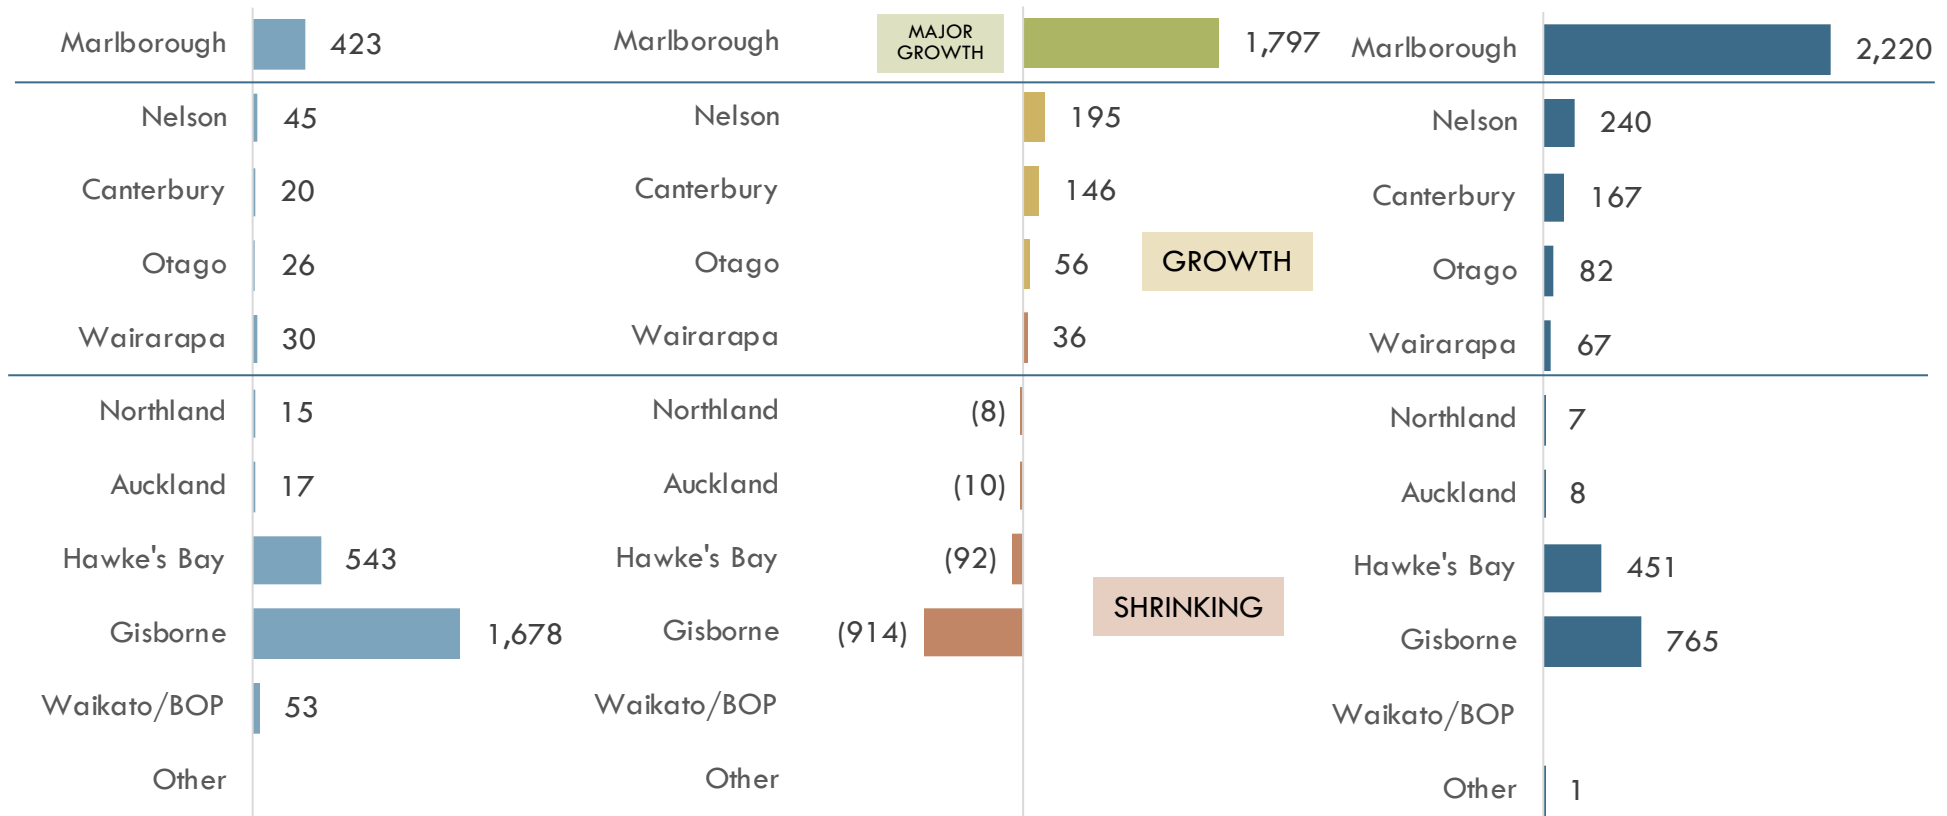 Marlborough 423 Marlborough MAJOR GROWTH 1,797 Marlborough 2,220
Nelson 45 Nelson 195 Nelson 240
Canterbury 20 Canterbury 146 Canterbury 167
Otago 26 Otago 56 GROWTH Otago 82
Wairarapa 30 Wairarapa 36 Wairarapa 67
Northland 15 Northland (8) Northland 7
Auckland 17 Auckland (10) Auckland 8
Hawke's Bay 543 Hawke's Bay (92) Hawke's Bay 451
SHRINKING
Gisborne 1,678 Gisborne (914) Gisborne 765
Waikato/BOP 53 Waikato/BOP Waikato/BOP
Other Other Other 1